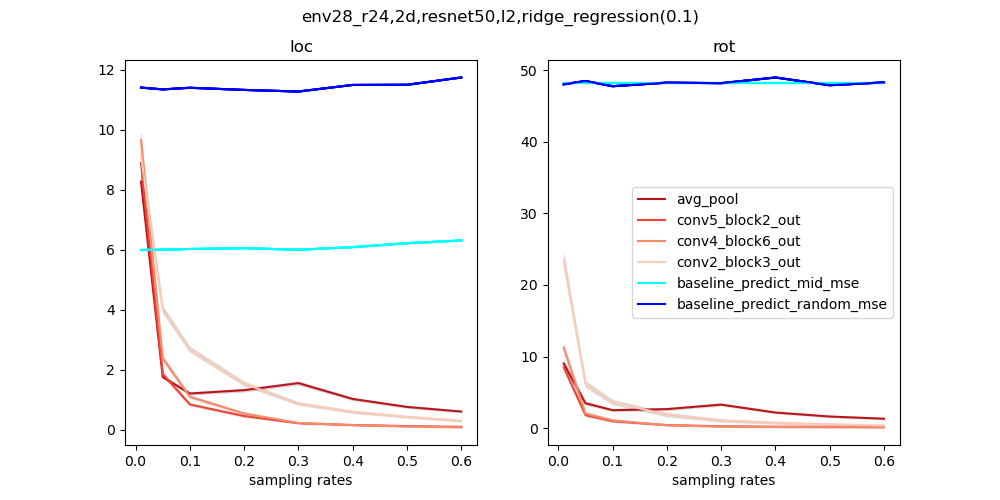 env28_r24,2d,resnet50,l2,ridge_regression(0.1)
loc
rot
12
10
8
6
4
2
0
0.0 0.1 0.2 0.3 0.4 0.5 0.6
sampling rates
50
40
30
20
10
0
avg_pool
conv5_block2_out
conv4_block6_out
conv2_block3_out
baseline_predict_mid_mse
baseline_predict_random_mse
0.0 0.1 0.2 0.3 0.4 0.5 0.6
sampling rates